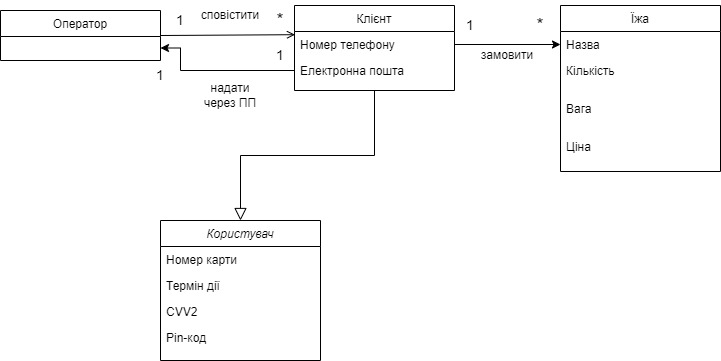 Оператор
1
сповістити
*
Клієнт
Номер телефону
Електронна пошта
1
*
замовити
Їжа
Назва
Кількість
Вага
Ціна
1
1
надати
через ПП
Користувач
Номер карти
Термін дії
CVV2
Pin-код